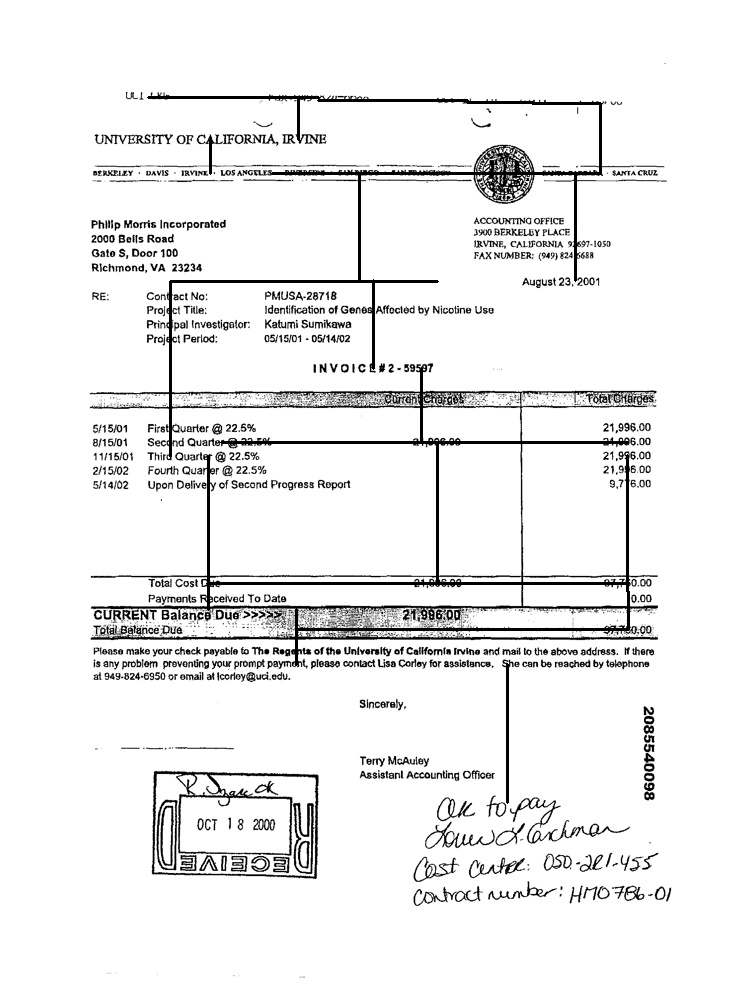 UNIVERSITY OF CALIFORNIA, IRVINE
BERKELEY · DAVIS · IRVINE · LOS ANGELES · RIVERSIDE · SAN DIEGO · SAN FRANCISCO SANTA BARBARA · SANTA CRUZ
ACCOUNTING OFFICE
3900 BERKELEY PLACE
IRVINE, CALIFORNIA 92697-1050
FAX NUMBER: (949) 824-6688
Philip Morris Incorporated
2000 Bells Road
Gate S, Door 100
Richmond, VA 23234
August 23, 2001
RE: Contract No: PMUSA-28718
Project Title: Identification of Genes Affected by Nicotine Use
Principal Investigator: Katumi Sumikawa
Project Period: 05/15/01 - 05/14/02
INVOICE # 2 - 59597
Current Charges Total Charges
5/15/01 First Quarter @ 22.5% 21,996.00
8/15/01 Second Quarter @ 22.5% 21,996.00 21,996.00
11/15/01 Third Quarter @ 22.5% 21,996.00
2/15/02 Fourth Quarter @ 22.5% 21,996.00
5/14/02 Upon Delivery of Second Progress Report 9,776.00
Total Cost Due 21,996.00 97,760.00
Payments Received To Date 0.00
CURRENT Balance Due >>>>> 21,996.00
Total Balance Due 97,760.00
Please make your check payable to The Regents of the University of California Irvine and mail to the above address. If there
is any problem preventing your prompt payment, please contact Lisa Corley for assistance. She can be reached by telephone
at 949-824-6950 or email at lcorley@uci.edu.
Sincerely,
Terry McAuley
Assistant Accounting Officer
2085540098
OCT 18 2000
RECEIVED
OK to pay
Cost Center: 050-281-455
Contract number: HM0786-01